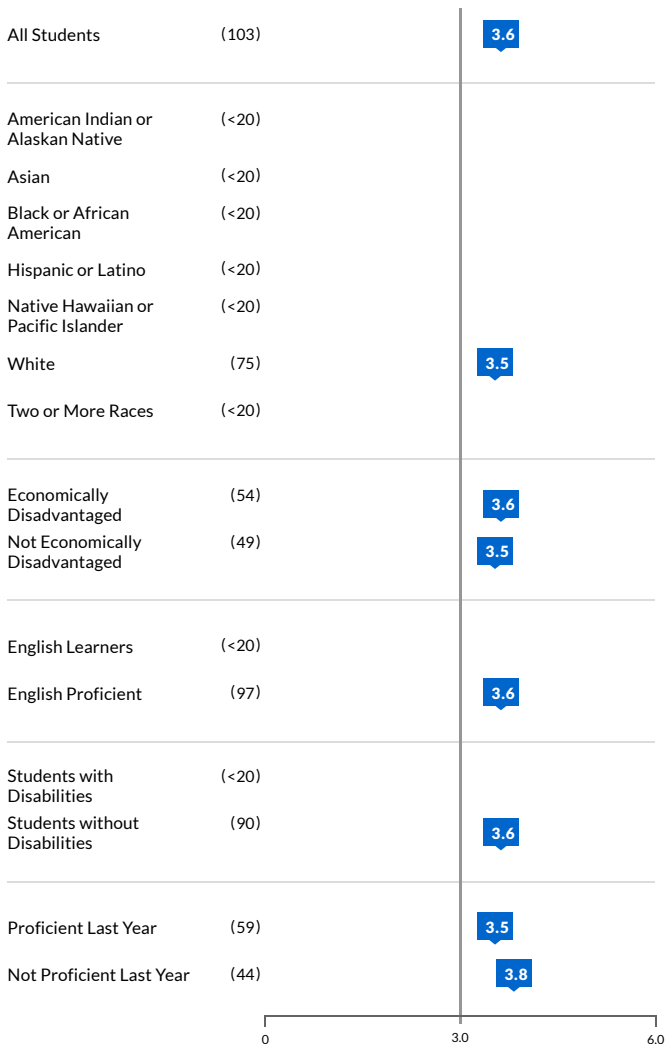 All Students (103) 3.6
American Indian or (<20)
Alaskan Native
Asian (<20)
Black or African (<20)
American
Hispanic or Latino (<20)
Native Hawaiian or (<20)
Pacific Islander
White (75) 3.5
Two or More Races (<20)
Economically (54) 3.6
Disadvantaged
Not Economically (49) 3.5
Disadvantaged
English Learners (<20)
English Proficient (97) 3.6
Students with (<20)
Disabilities
Students without (90) 3.6
Disabilities
Proficient Last Year (59) 3.5
Not Proficient Last Year (44) 3.8
0 3.0 6.0